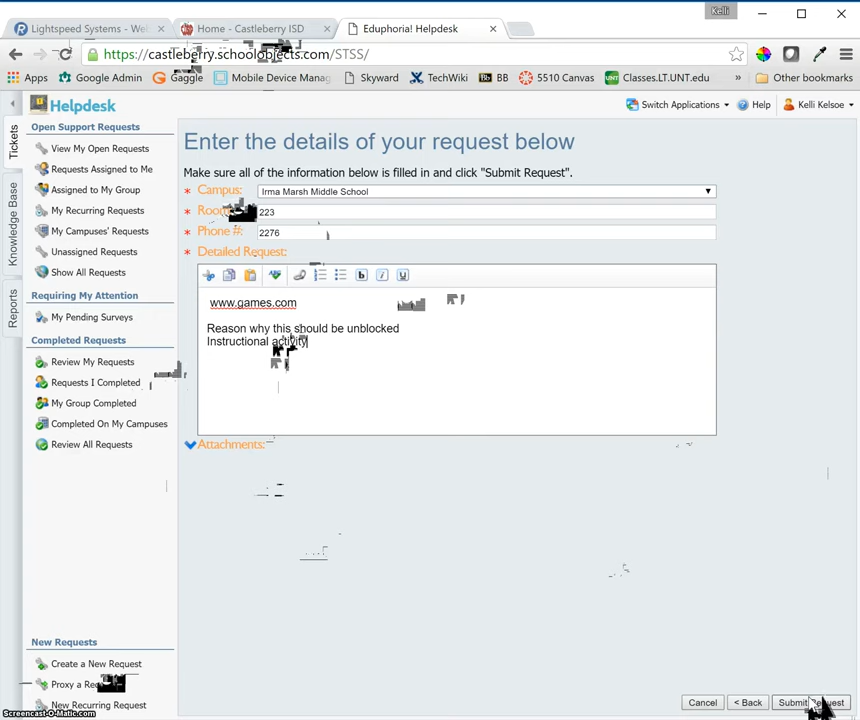 Kelli
Lightspeed Systems - Web
Home - Castleberry ISD
Eduphoria! Helpdesk
https://castleberry.schoolobjects.com/STSS/
Apps
Google Admin
Gaggle
Mobile Device Mana
Skyward
TechWiki
BB
5510 Canvas
Classes.LT.UNT.edu
»
Other bookmarks
Helpdesk
Switch Applications
Help
Kelli Kelsoe
Tickets
Knowledge Base
Reports
Open Support Requests
View My Open Requests
Requests Assigned to Me
Assigned to My Group
My Recurring Requests
My Campuses' Requests
Unassigned Requests
Show All Requests
Requiring My Attention
My Pending Surveys
Completed Requests
Review My Requests
Requests I Completed
My Group Completed
Completed On My Campuses
Review All Requests
New Requests
Create a New Request
Proxy a
New Recurring Request
Enter the details of your request below
Make sure all of the information below is filled in and click "Submit Request".
* Campus: Irma Marsh Middle School
* 223
* Phone #: 2276
* Detailed Request:
b i U
www.games.com
Reason why this should be unblocked
Instructional activity
Attachments:
Cancel
< Back
Submit Request
Screencast-O-Matic.com